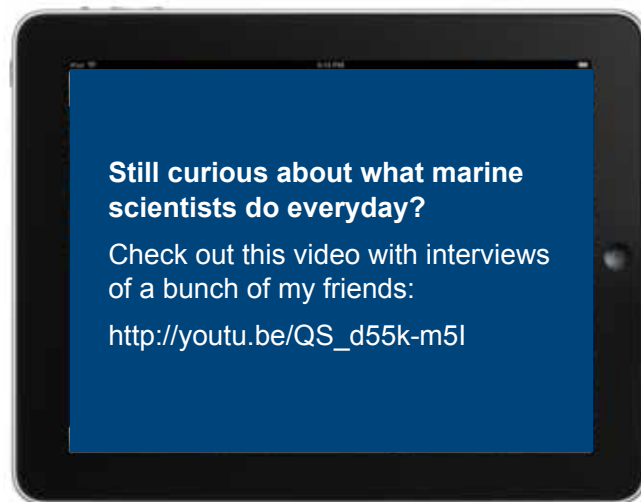 Still curious about what marine
scientists do everyday?
Check out this video with interviews
of a bunch of my friends:
http://youtu.be/QS_d55k-m5I